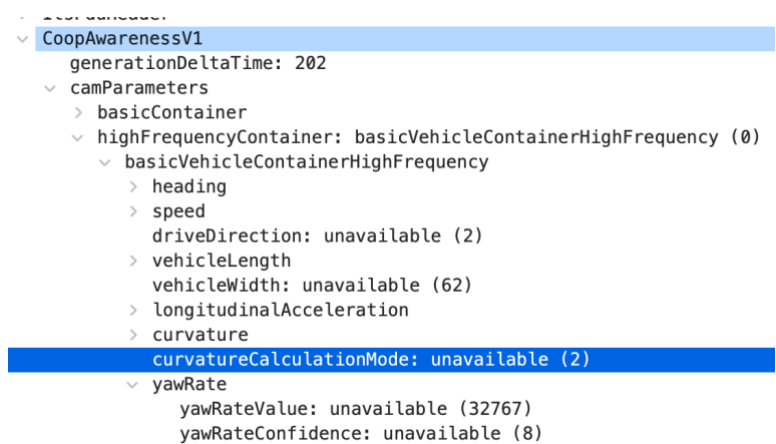 CoopAwarenessV1
generationDeltaTime: 202
camParameters
basicContainer
highFrequencyContainer: basicVehicleContainerHighFrequency (0)
basicVehicleContainerHighFrequency
heading
speed
driveDirection: unavailable (2)
vehicleLength
vehicleWidth: unavailable (62)
longitudinalAcceleration
curvature
curvatureCalculationMode: unavailable (2)
yawRate
yawRateValue: unavailable (32767)
yawRateConfidence: unavailable (8)